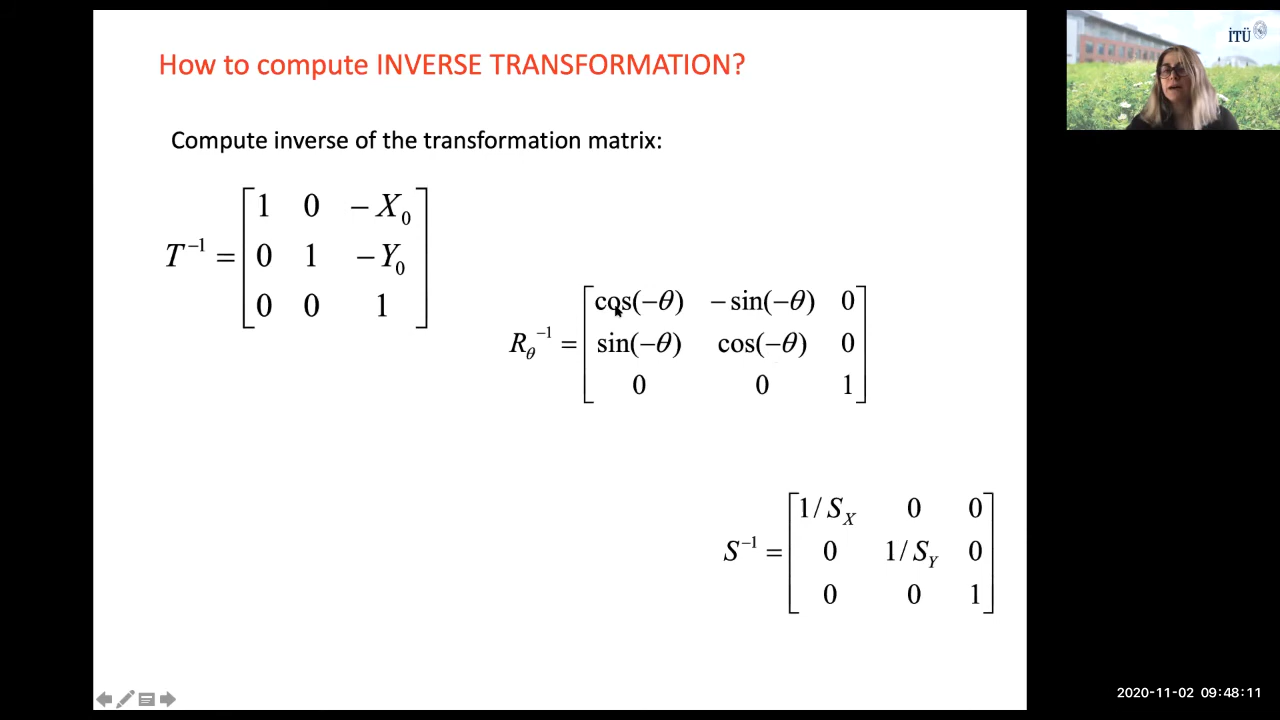 How to compute INVERSE TRANSFORMATION?
İTÜ
Compute inverse of the transformation matrix:
T⁻¹ = [ 1 0 − X₀
0 1 − Y₀
0 0 1 ]
R_θ⁻¹ = [ cos(−θ) − sin(−θ) 0
sin(−θ) cos(−θ) 0
0 0 1 ]
S⁻¹ = [ 1/ S_X 0 0
0 1/ S_Y 0
0 0 1 ]
2020-11-02 09:48:11